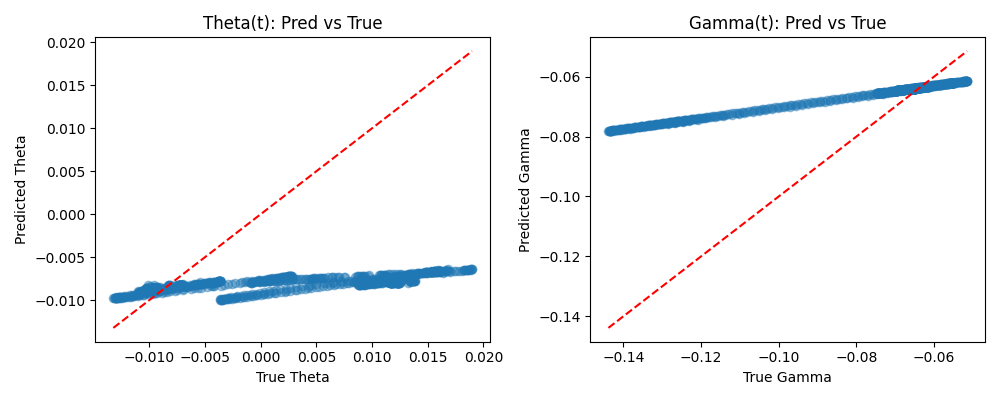 Theta(t): Pred vs True
0.020
0.015
0.010
0.005
0.000
−0.005
−0.010
Predicted Theta
−0.010 −0.005 0.000 0.005 0.010 0.015 0.020
True Theta
Gamma(t): Pred vs True
−0.06
−0.08
−0.10
−0.12
−0.14
Predicted Gamma
−0.14 −0.12 −0.10 −0.08 −0.06
True Gamma